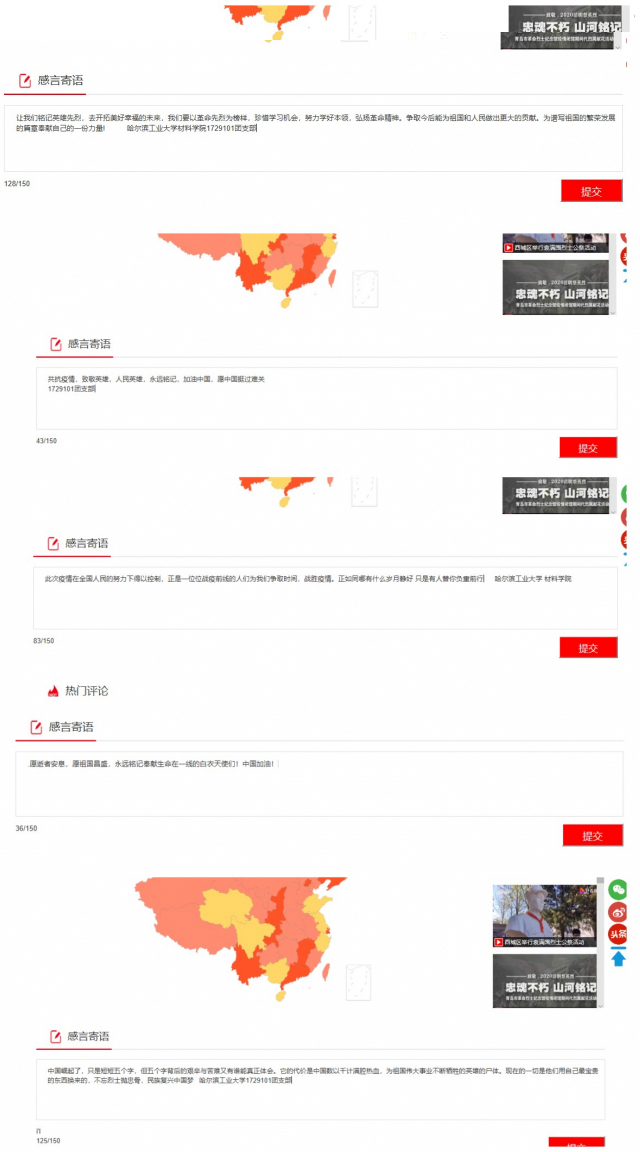 致敬·2020清明祭英烈
忠魂不朽 山河铭记
感言寄语
让我们铭记英雄先烈，去开拓美好幸福的未来，我们要以革命先烈为榜样，珍惜学习机会，努力学好本领，弘扬革命精神。争取今后能为祖国和人民做出更大的贡献。为谱写祖国的繁荣发展
的篇章奉献自己的一份力量! 哈尔滨工业大学材料学院1729101团支部
128/150
提交
西城区举行袁满囤烈士公祭活动
忠魂不朽 山河铭记
感言寄语
共抗疫情，致敬英雄，人民英雄，永远铭记，加油中国，愿中国挺过难关
1729101团支部
43/150
提交
忠魂不朽 山河铭记
感言寄语
此次疫情在全国人民的努力下得以控制，正是一位位战疫前线的人们为我们争取时间，战胜疫情。正如同哪有什么岁月静好 只是有人替你负重前行 哈尔滨工业大学 材料学院
83/150
提交
热门评论
感言寄语
愿逝者安息，愿祖国昌盛，永远铭记奉献生命在一线的白衣天使们！中国加油！
36/150
提交
头条
西城区举行袁满囤烈士公祭活动
忠魂不朽 山河铭记
感言寄语
中国崛起了，只是短短五个字，但五个字背后的艰辛与苦难又有谁能真正体会。它的代价是中国数以千计满腔热血，为祖国伟大事业不断牺牲的英雄的尸体。现在的一切是他们用自己最宝贵
的东西换来的，不忘烈士抛忠骨，民族复兴中国梦 哈尔滨工业大学1729101团支部
125/150
提交